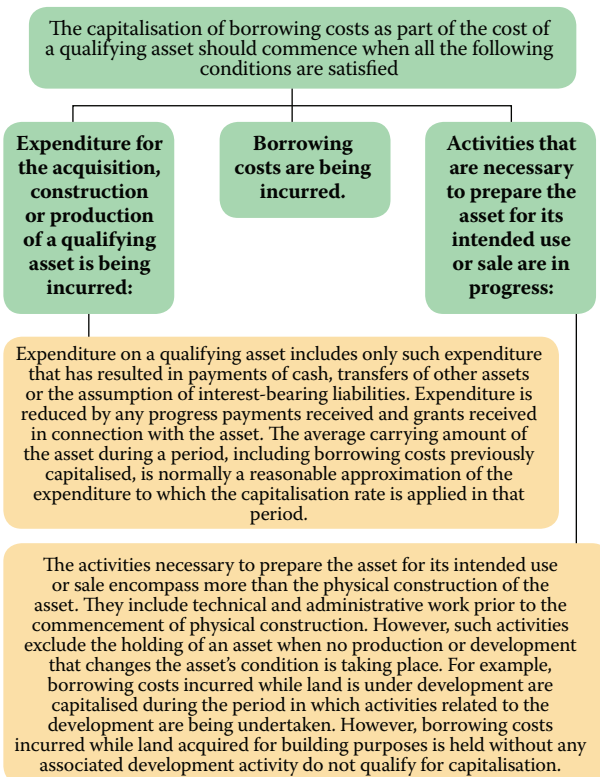 The capitalisation of borrowing costs as part of the cost of
a qualifying asset should commence when all the following
conditions are satisfied
Expenditure for
the acquisition,
construction
or production
of a qualifying
asset is being
incurred:
Borrowing
costs are being
incurred.
Activities that
are necessary
to prepare the
asset for its
intended use
or sale are in
progress:
Expenditure on a qualifying asset includes only such expenditure
that has resulted in payments of cash, transfers of other assets
or the assumption of interest-bearing liabilities. Expenditure is
reduced by any progress payments received and grants received
in connection with the asset. The average carrying amount of
the asset during a period, including borrowing costs previously
capitalised, is normally a reasonable approximation of the
expenditure to which the capitalisation rate is applied in that
period.
The activities necessary to prepare the asset for its intended use
or sale encompass more than the physical construction of the
asset. They include technical and administrative work prior to the
commencement of physical construction. However, such activities
exclude the holding of an asset when no production or development
that changes the asset's condition is taking place. For example,
borrowing costs incurred while land is under development are
capitalised during the period in which activities related to the
development are being undertaken. However, borrowing costs
incurred while land acquired for building purposes is held without any
associated development activity do not qualify for capitalisation.